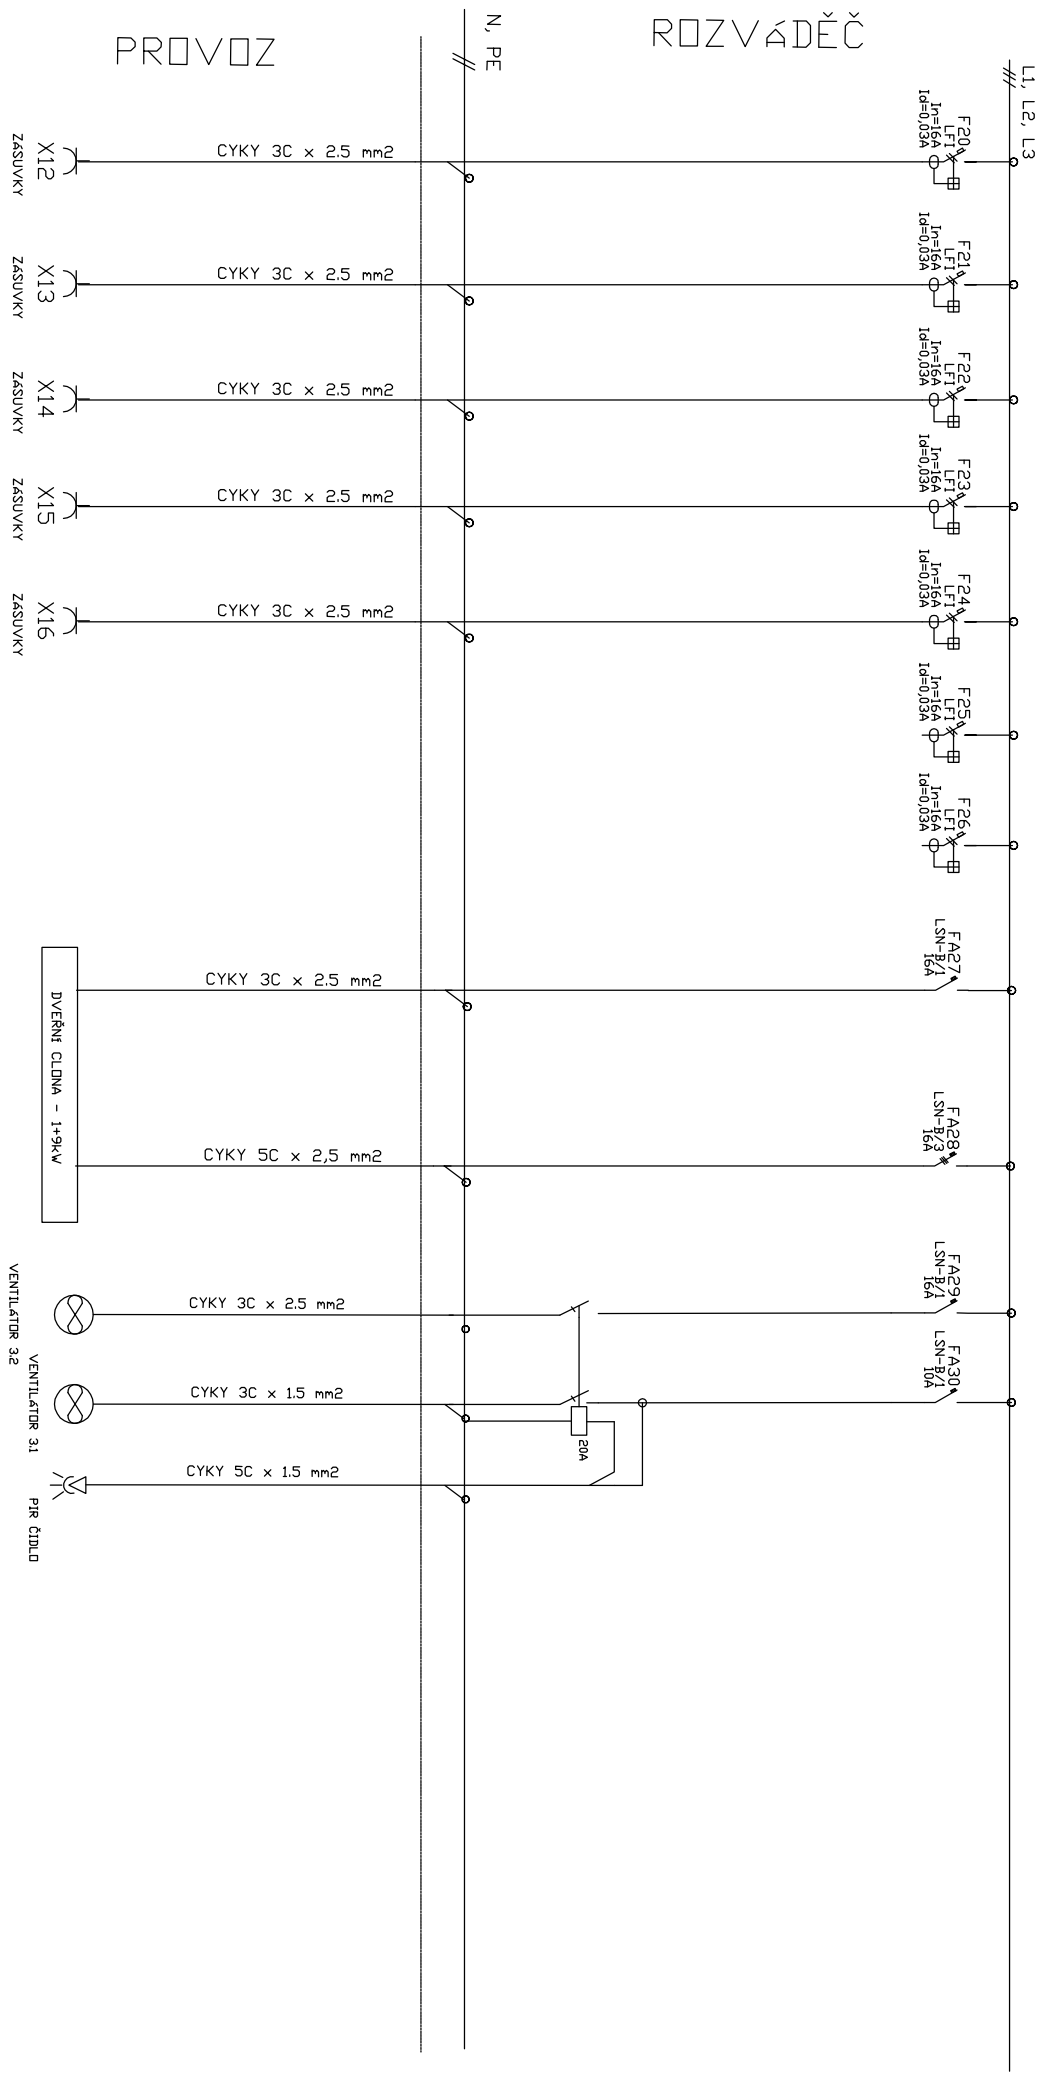 PROVOZ
N, PE
ROZVÁDĚČ
L1, L2, L3
F20
LFI
In=16A
Id=0,03A
CYKY 3C x 2.5 mm2
X12
ZÁSUVKY
F21
LFI
In=16A
Id=0,03A
CYKY 3C x 2.5 mm2
X13
ZÁSUVKY
F22
LFI
In=16A
Id=0,03A
CYKY 3C x 2.5 mm2
X14
ZÁSUVKY
F23
LFI
In=16A
Id=0,03A
CYKY 3C x 2.5 mm2
X15
ZÁSUVKY
F24
LFI
In=16A
Id=0,03A
CYKY 3C x 2.5 mm2
X16
ZÁSUVKY
F25
LFI
In=16A
Id=0,03A
F26
LFI
In=16A
Id=0,03A
FA27
LSN-B/1
16A
CYKY 3C x 2.5 mm2
DVEŘNÍ CLONA - 1+9kW
FA28
LSN-B/3
16A
CYKY 5C x 2,5 mm2
FA29
LSN-B/1
16A
CYKY 3C x 2.5 mm2
VENTILÁTOR 3.2
FA30
LSN-B/1
10A
CYKY 3C x 1.5 mm2
VENTILÁTOR 3.1
20A
CYKY 5C x 1.5 mm2
PIR ČIDLO